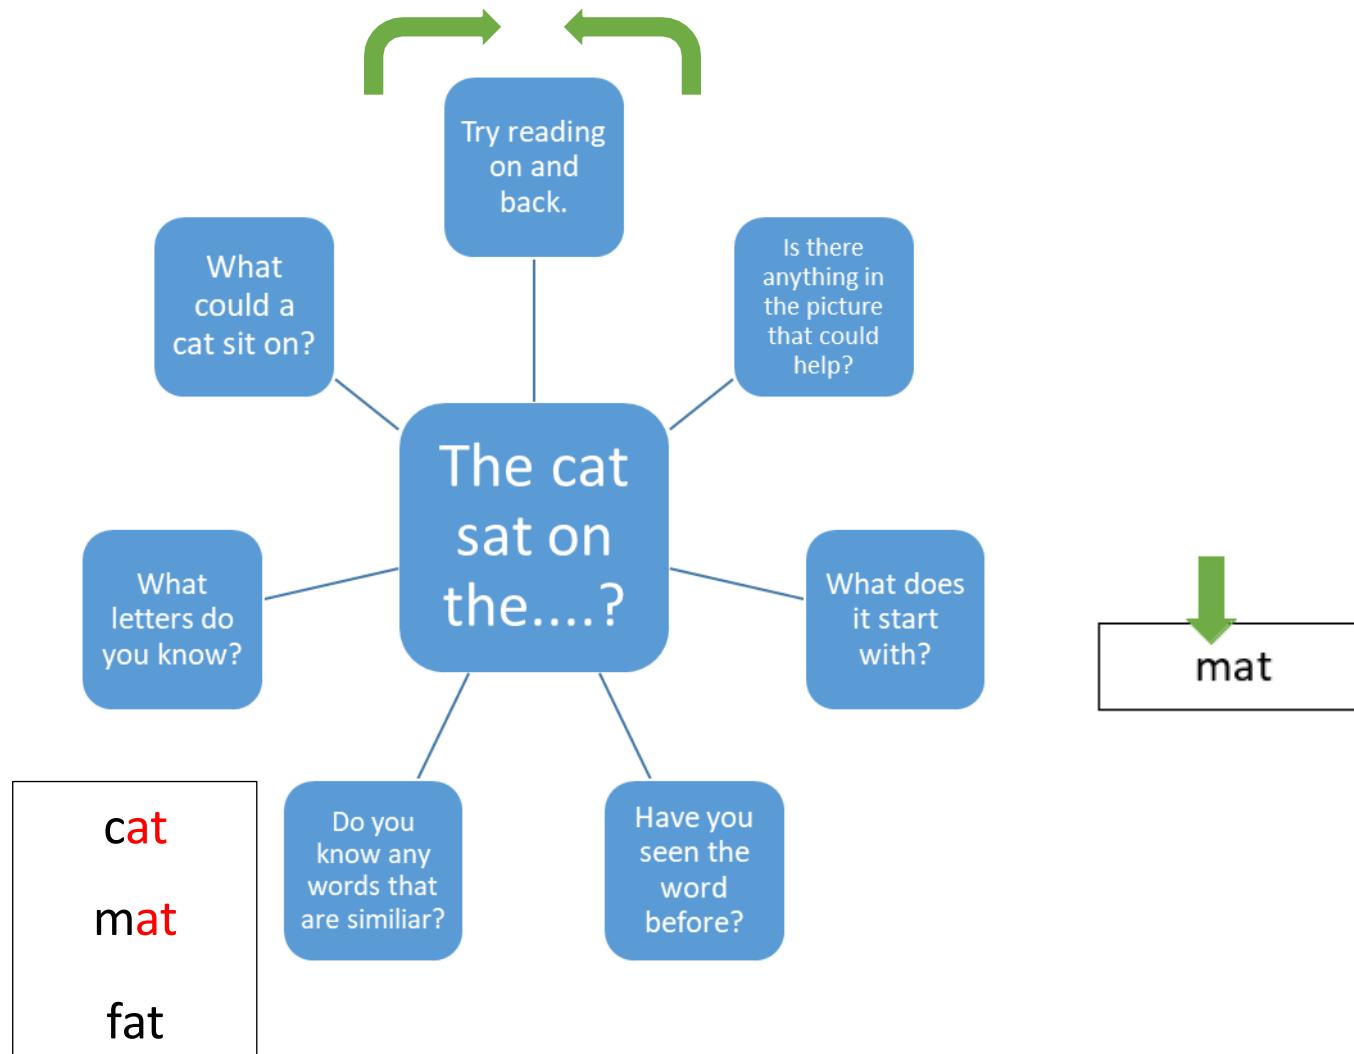 Try reading
on and
back.
What
could a
cat sit on?
Is there
anything in
the picture
that could
help?
The cat
sat on
the....?
What
letters do
you know?
What does
it start
with?
mat
Do you
know any
words that
are similiar?
Have you
seen the
word
before?
cat
mat
fat